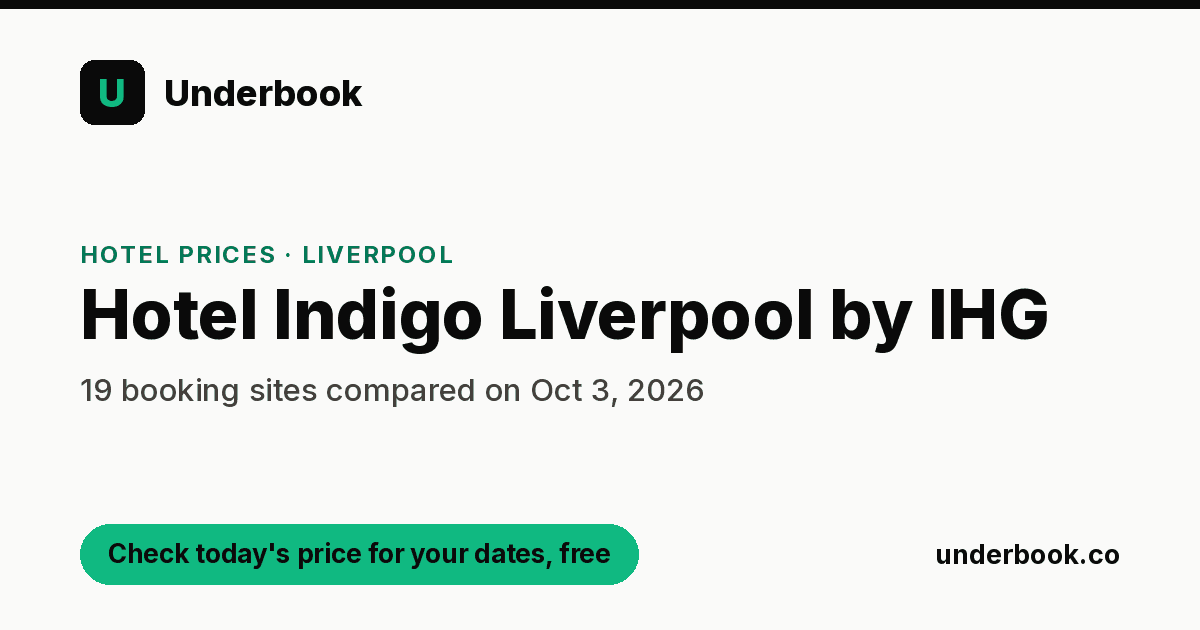 U
Underbook
HOTEL PRICES · LIVERPOOL
Hotel Indigo Liverpool by IHG
19 booking sites compared on Oct 3, 2026
Check today's price for your dates, free
underbook.co